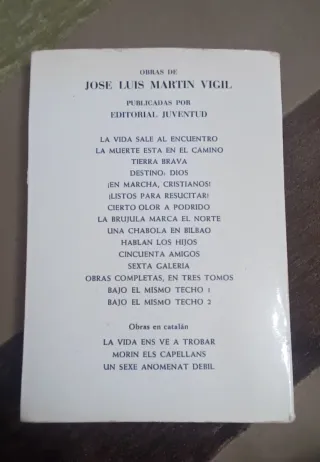 OBRAS DE
JOSE LUIS MARTIN VIGIL
PUBLICADAS POR
EDITORIAL JUVENTUD
LA VIDA SALE AL ENCUENTRO
LA MUERTE ESTA EN EL CAMINO
TIERRA BRAVA
DESTINO: DIOS
¡EN MARCHA, CRISTIANOS!
¡LISTOS PARA RESUCITAR!
CIERTO OLOR A PODRIDO
LA BRUJULA MARCA EL NORTE
UNA CHABOLA EN BILBAO
HABLAN LOS HIJOS
CINCUENTA AMIGOS
SEXTA GALERIA
OBRAS COMPLETAS, EN TRES TOMOS
BAJO EL MISMO TECHO 1
BAJO EL MISMO TECHO 2
Obras en catalán
LA VIDA ENS VE A TROBAR
MORIN ELS CAPELLANS
UN SEXE ANOMENAT DEBIL